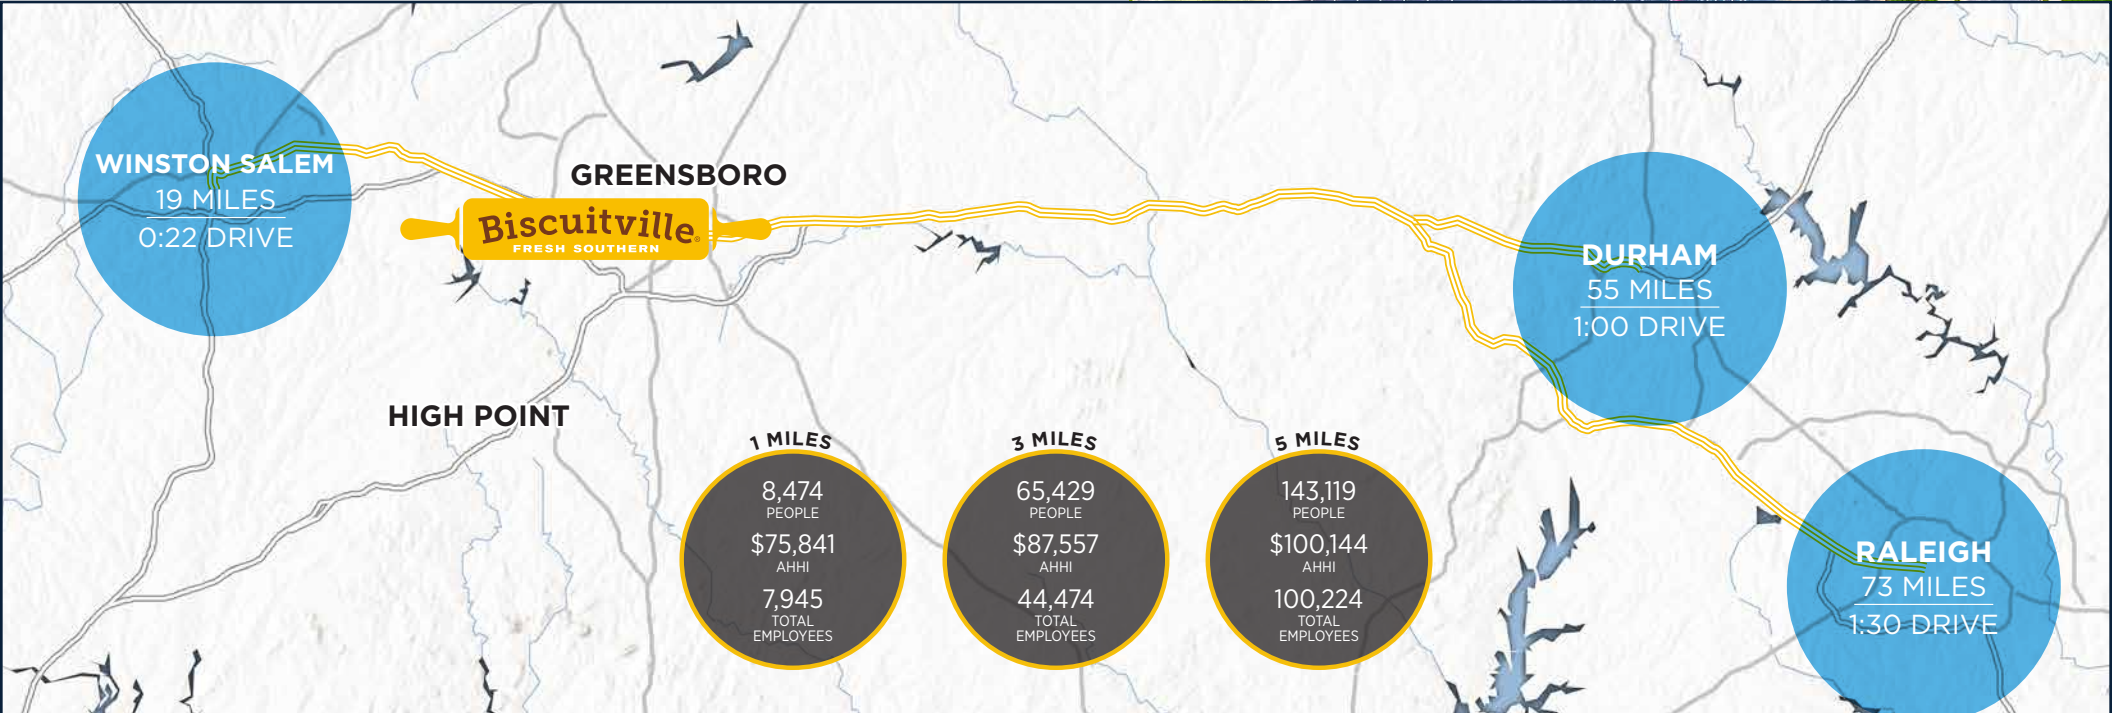 WINSTON SALEM
19 MILES
0:22 DRIVE
GREENSBORO
Biscuitville®
FRESH SOUTHERN
DURHAM
55 MILES
1:00 DRIVE
HIGH POINT
1 MILES
8,474
PEOPLE
$75,841
AHHI
7,945
TOTAL
EMPLOYEES
3 MILES
65,429
PEOPLE
$87,557
AHHI
44,474
TOTAL
EMPLOYEES
5 MILES
143,119
PEOPLE
$100,144
AHHI
100,224
TOTAL
EMPLOYEES
RALEIGH
73 MILES
1:30 DRIVE